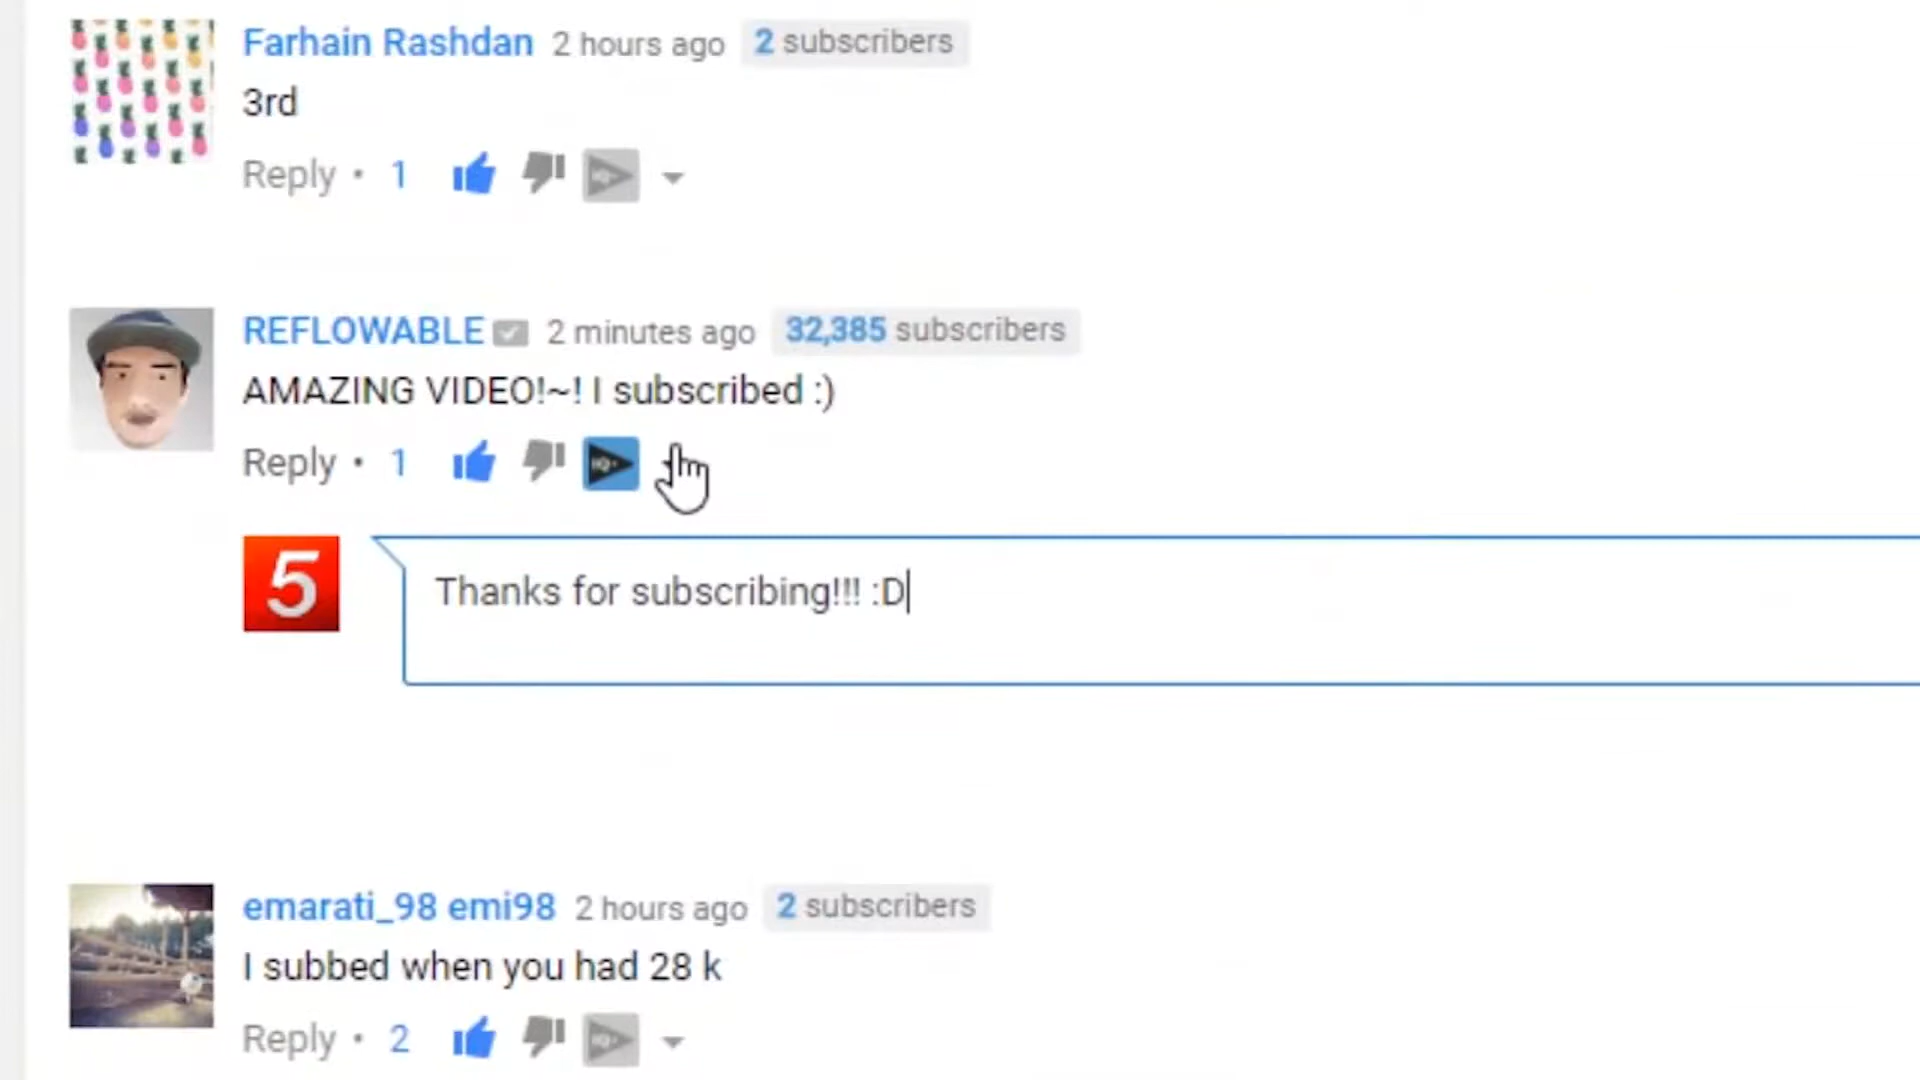 Farhain Rashdan 2 hours ago 2 subscribers
3rd
Reply • 1
REFLOWABLE 2 minutes ago 32,385 subscribers
AMAZING VIDEO!~! I subscribed :)
Reply • 1
5
Thanks for subscribing!!! :D
emarati_98 emi98 2 hours ago 2 subscribers
I subbed when you had 28 k
Reply • 2